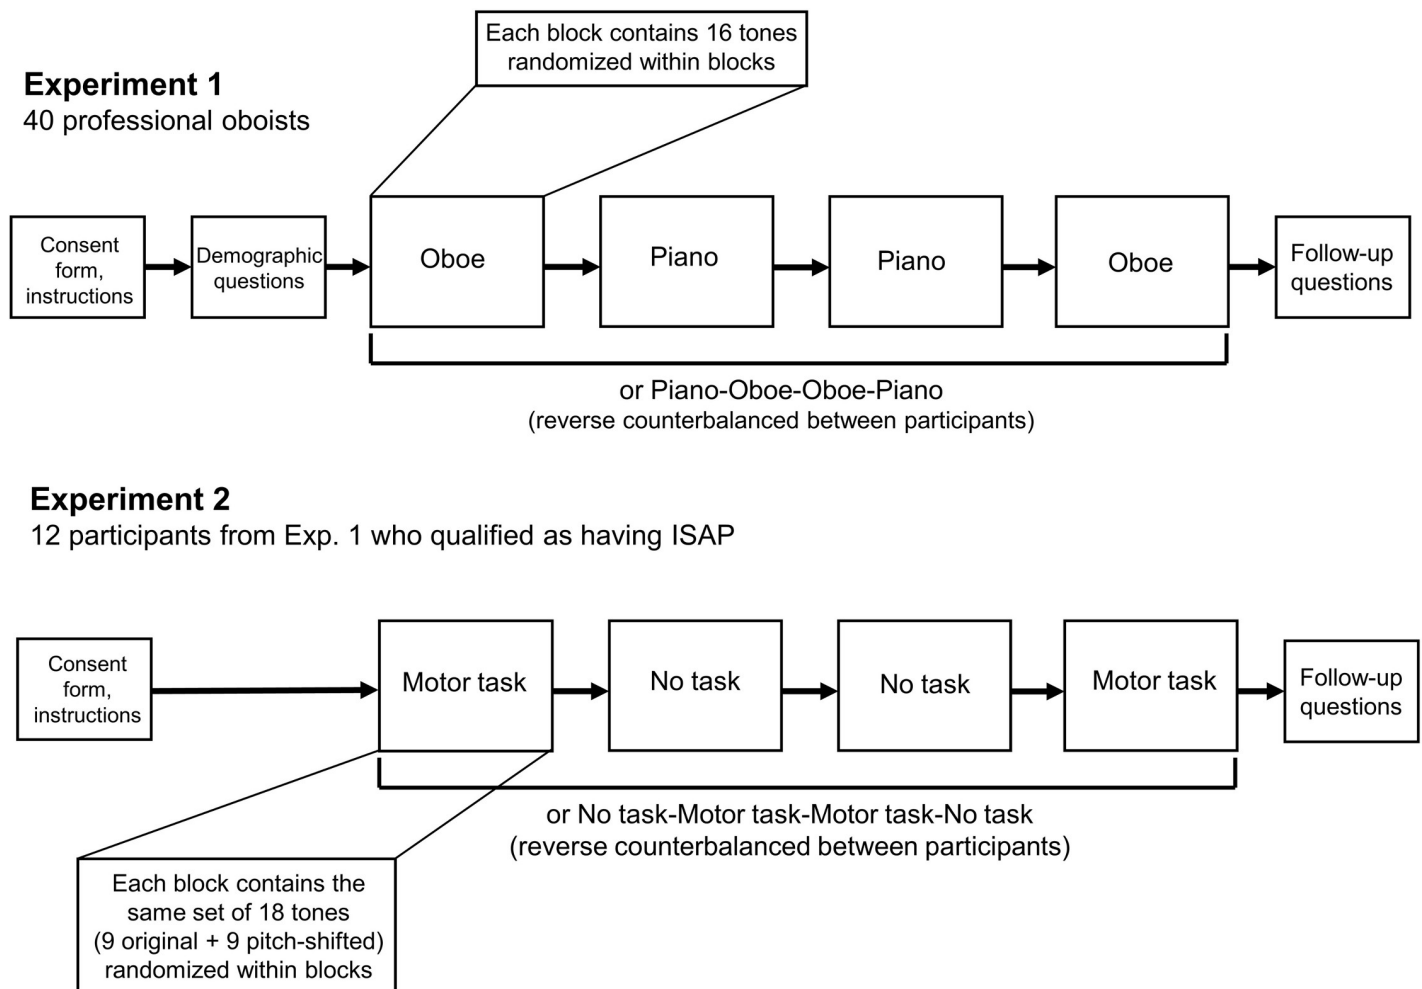 Each block contains 16 tones
randomized within blocks
Experiment 1
40 professional oboists
Consent
form,
instructions
Demographic
questions
Oboe
Piano
Piano
Oboe
Follow-up
questions
or Piano-Oboe-Oboe-Piano
(reverse counterbalanced between participants)
Experiment 2
12 participants from Exp. 1 who qualified as having ISAP
Consent
form,
instructions
Motor task
No task
No task
Motor task
Follow-up
questions
or No task-Motor task-Motor task-No task
(reverse counterbalanced between participants)
Each block contains the
same set of 18 tones
(9 original + 9 pitch-shifted)
randomized within blocks